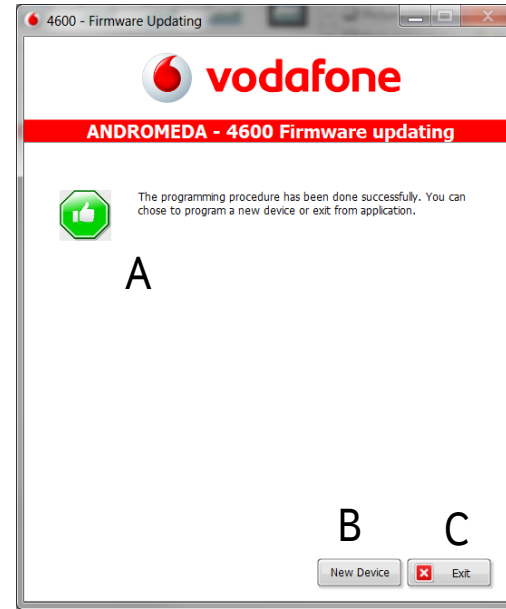 4600 - Firmware Updating
vodafone
ANDROMEDA - 4600 Firmware updating
The programming procedure has been done successfully. You can
chose to program a new device or exit from application.
A
B
C
New Device
Exit